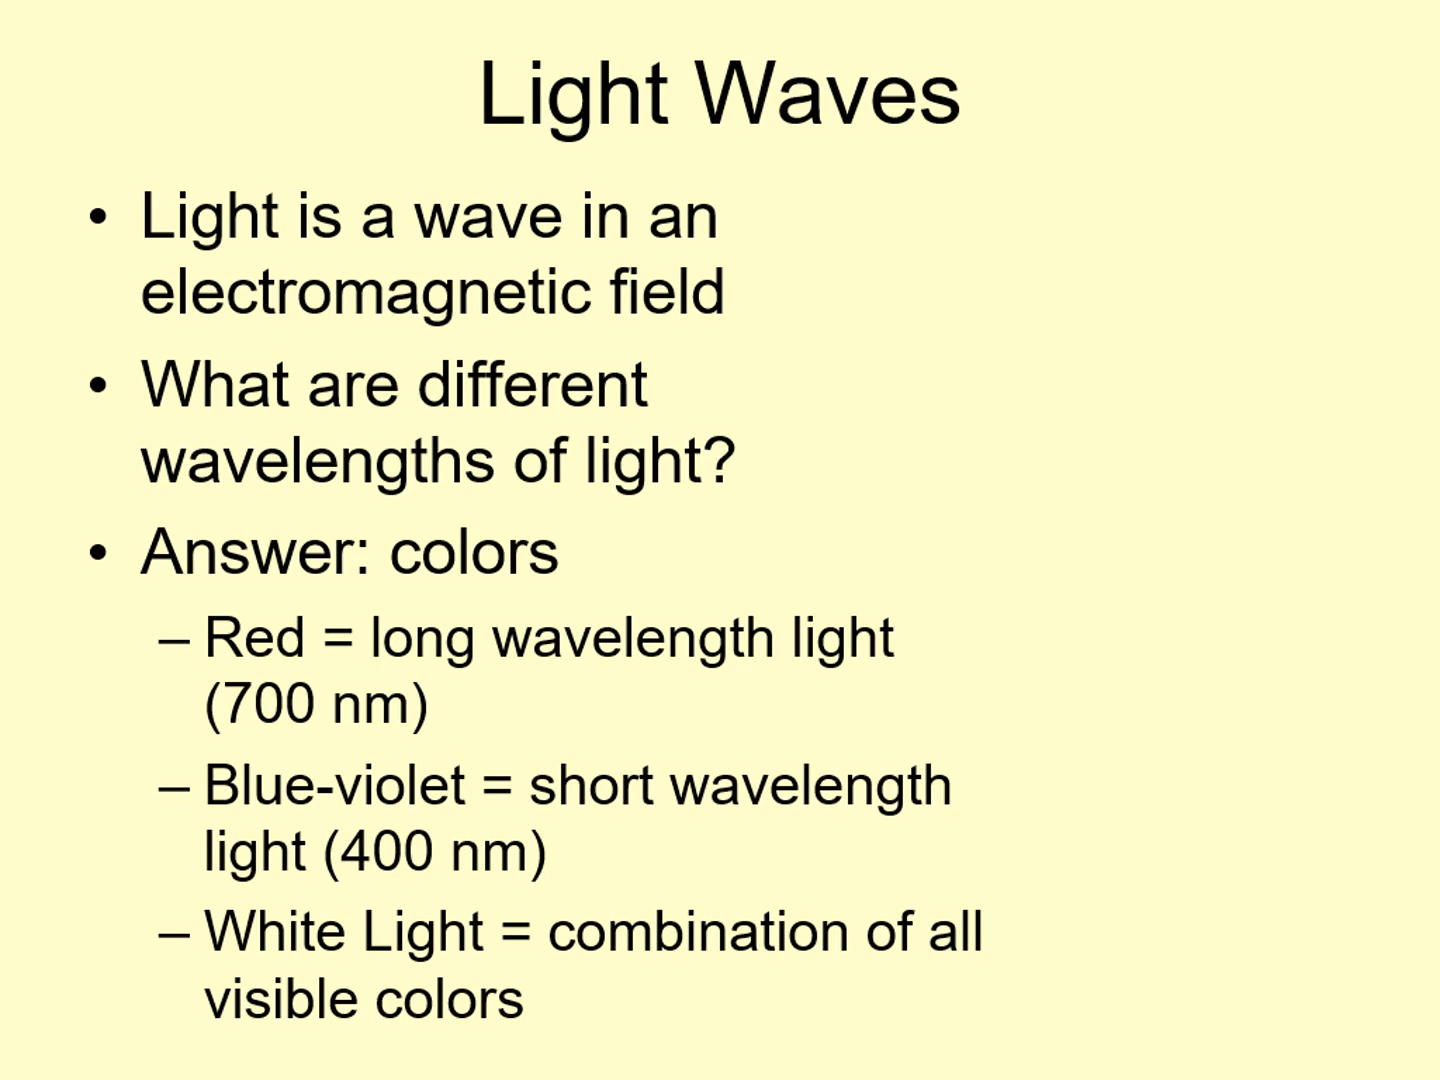 Light Waves
• Light is a wave in an
electromagnetic field
• What are different
wavelengths of light?
• Answer: colors
– Red = long wavelength light
(700 nm)
– Blue-violet = short wavelength
light (400 nm)
– White Light = combination of all
visible colors